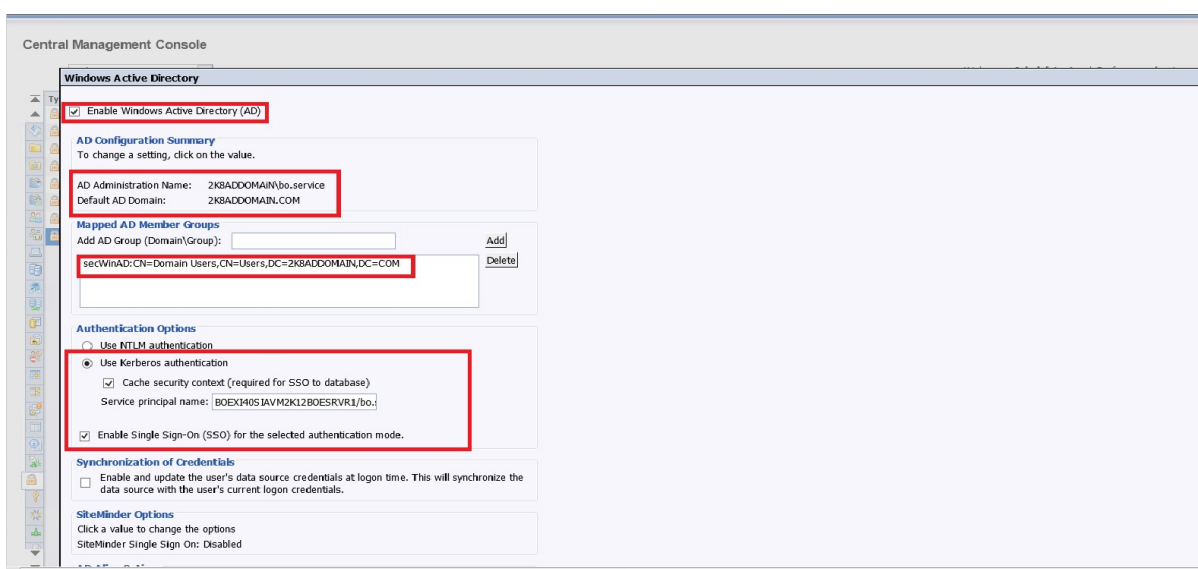 Central Management Console
Windows Active Directory
Ty
Enable Windows Active Directory (AD)
AD Configuration Summary
To change a setting, click on the value.
AD Administration Name: 2K8ADDOMAIN\bo.service
Default AD Domain: 2K8ADDOMAIN.COM
Mapped AD Member Groups
Add AD Group (Domain\Group):
Add
secWinAD:CN=Domain Users,CN=Users,DC=2K8ADDOMAIN,DC=COM
Delete
Authentication Options
Use NTLM authentication
Use Kerberos authentication
Cache security context (required for SSO to database)
Service principal name: BOEXI40SIAVM2K12BOESRVR1/bo.
Enable Single Sign-On (SSO) for the selected authentication mode.
Synchronization of Credentials
Enable and update the user's data source credentials at logon time. This will synchronize the
data source with the user's current logon credentials.
SiteMinder Options
Click a value to change the options
SiteMinder Single Sign On: Disabled